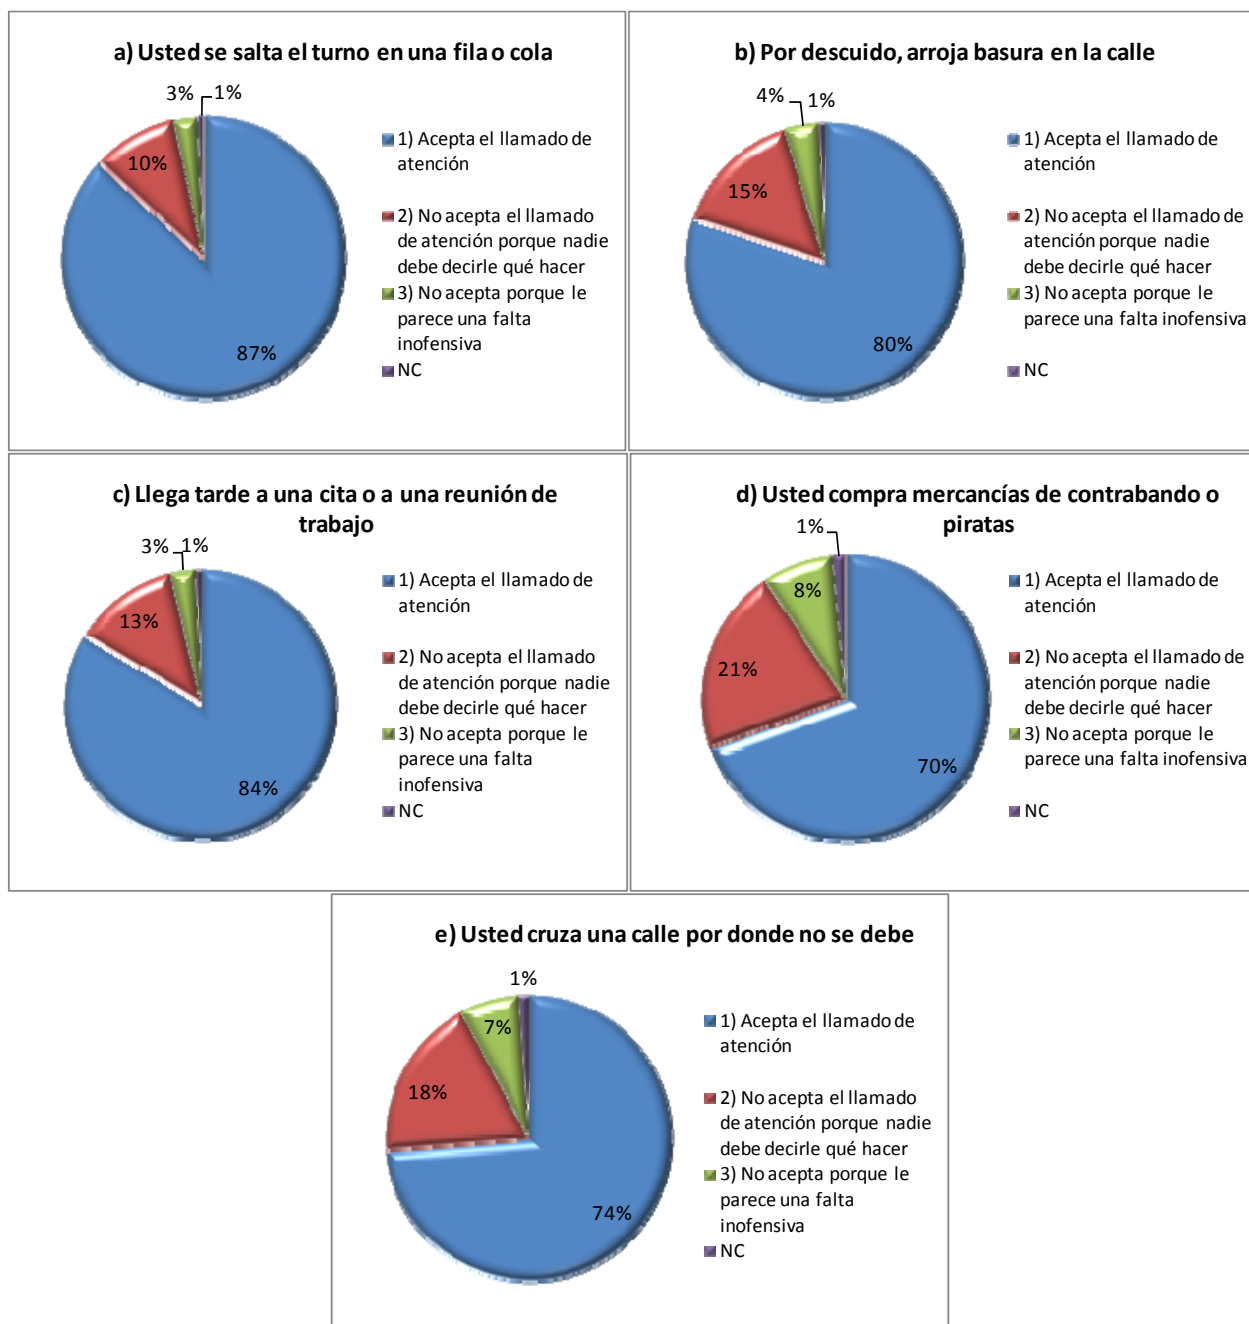 a) Usted se salta el turno en una fila o cola
3%
1%
10%
87%
1) Acepta el llamado de
atención
2) No acepta el llamado
de atención porque nadie
debe decirle qué hacer
3) No acepta porque le
parece una falta
inofensiva
NC
b) Por descuido, arroja basura en la calle
4%
1%
15%
80%
1) Acepta el llamado de
atención
2) No acepta el llamado de
atención porque nadie
debe decirle qué hacer
3) No acepta porque le
parece una falta inofensiva
NC
c) Llega tarde a una cita o a una reunión de
trabajo
3%
1%
13%
84%
1) Acepta el llamado de
atención
2) No acepta el llamado
de atención porque nadie
debe decirle qué hacer
3) No acepta porque le
parece una falta
inofensiva
NC
d) Usted compra mercancías de contrabando o
piratas
1%
8%
21%
70%
1) Acepta el llamado de
atención
2) No acepta el llamado de
atención porque nadie
debe decirle qué hacer
3) No acepta porque le
parece una falta inofensiva
NC
e) Usted cruza una calle por donde no se debe
1%
7%
18%
74%
1) Acepta el llamado de
atención
2) No acepta el llamado
de atención porque nadie
debe decirle qué hacer
3) No acepta porque le
parece una falta
inofensiva
NC